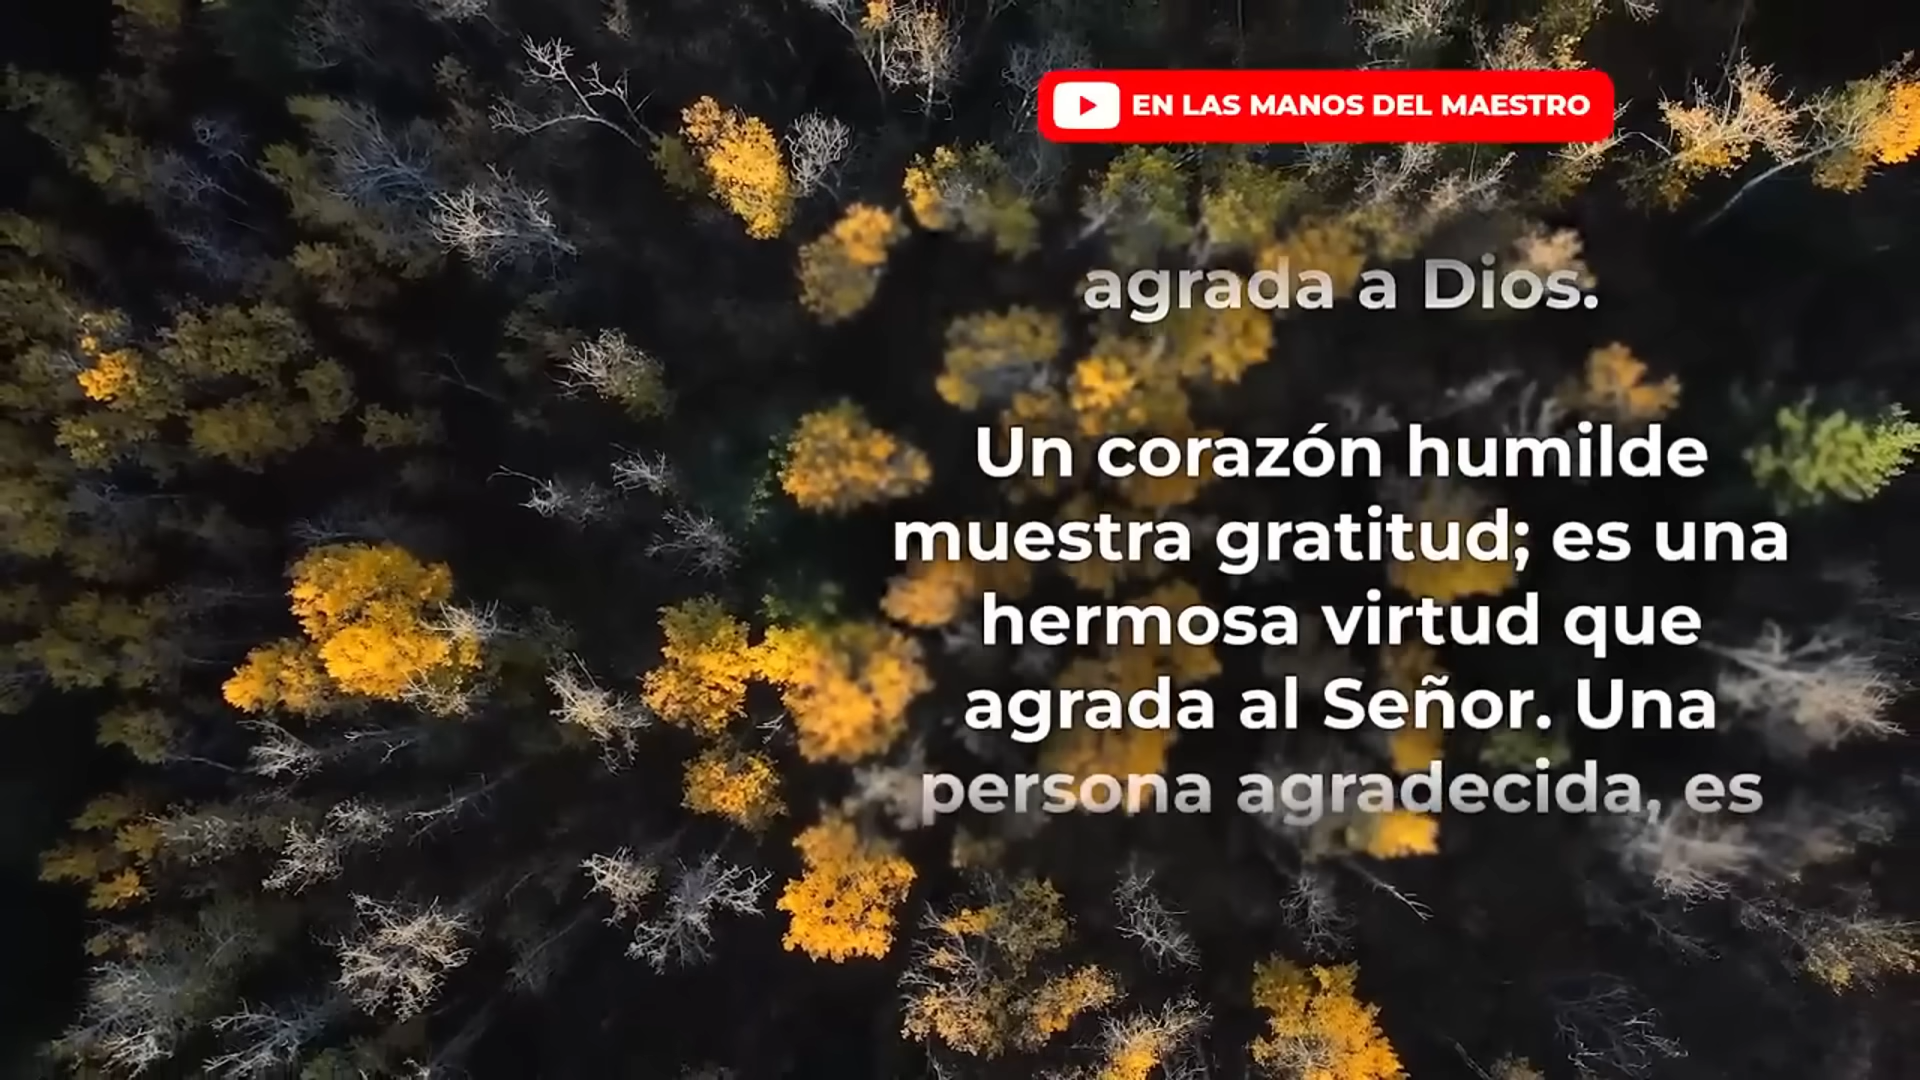 EN LAS MANOS DEL MAESTRO
agrada a Dios.
Un corazón humilde
muestra gratitud; es una
hermosa virtud que
agrada al Señor. Una
persona agradecida, es